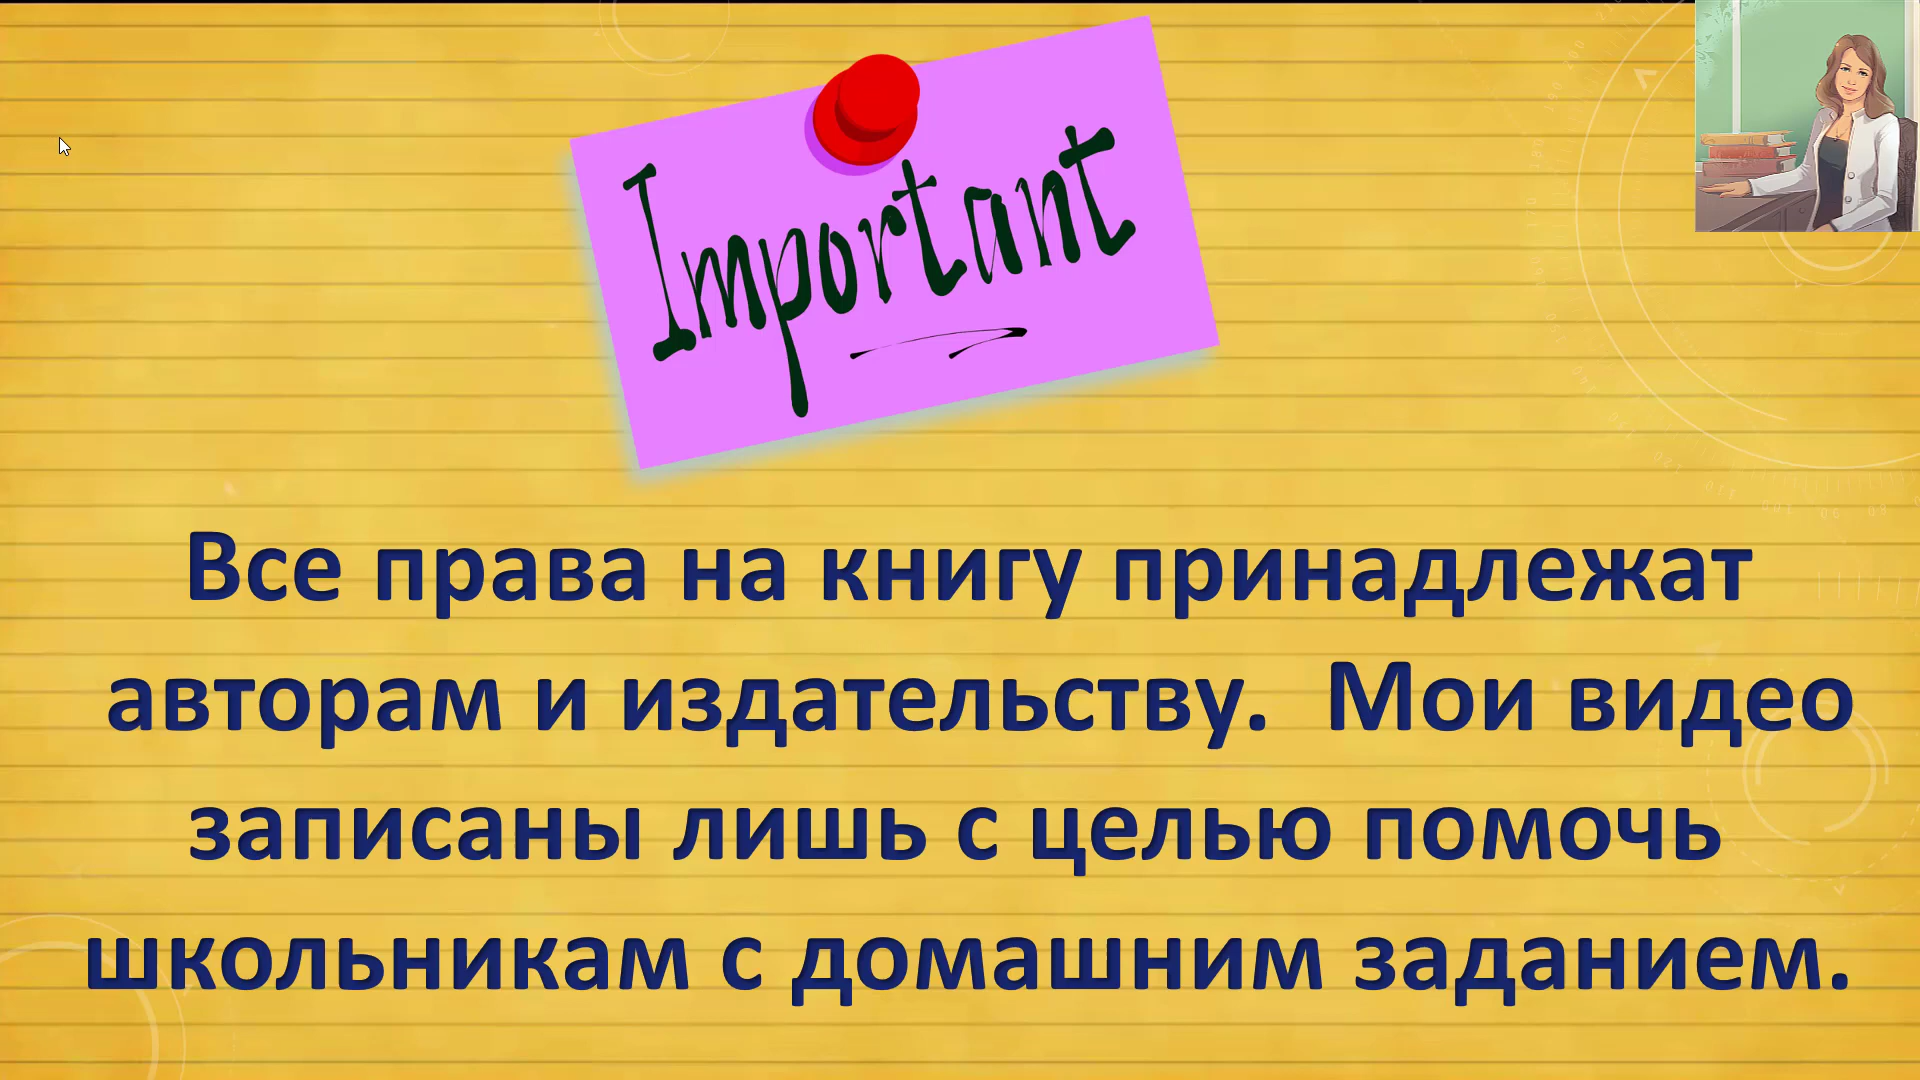 Important
Все права на книгу принадлежат
авторам и издательству. Мои видео
записаны лишь с целью помочь
школьникам с домашним заданием.